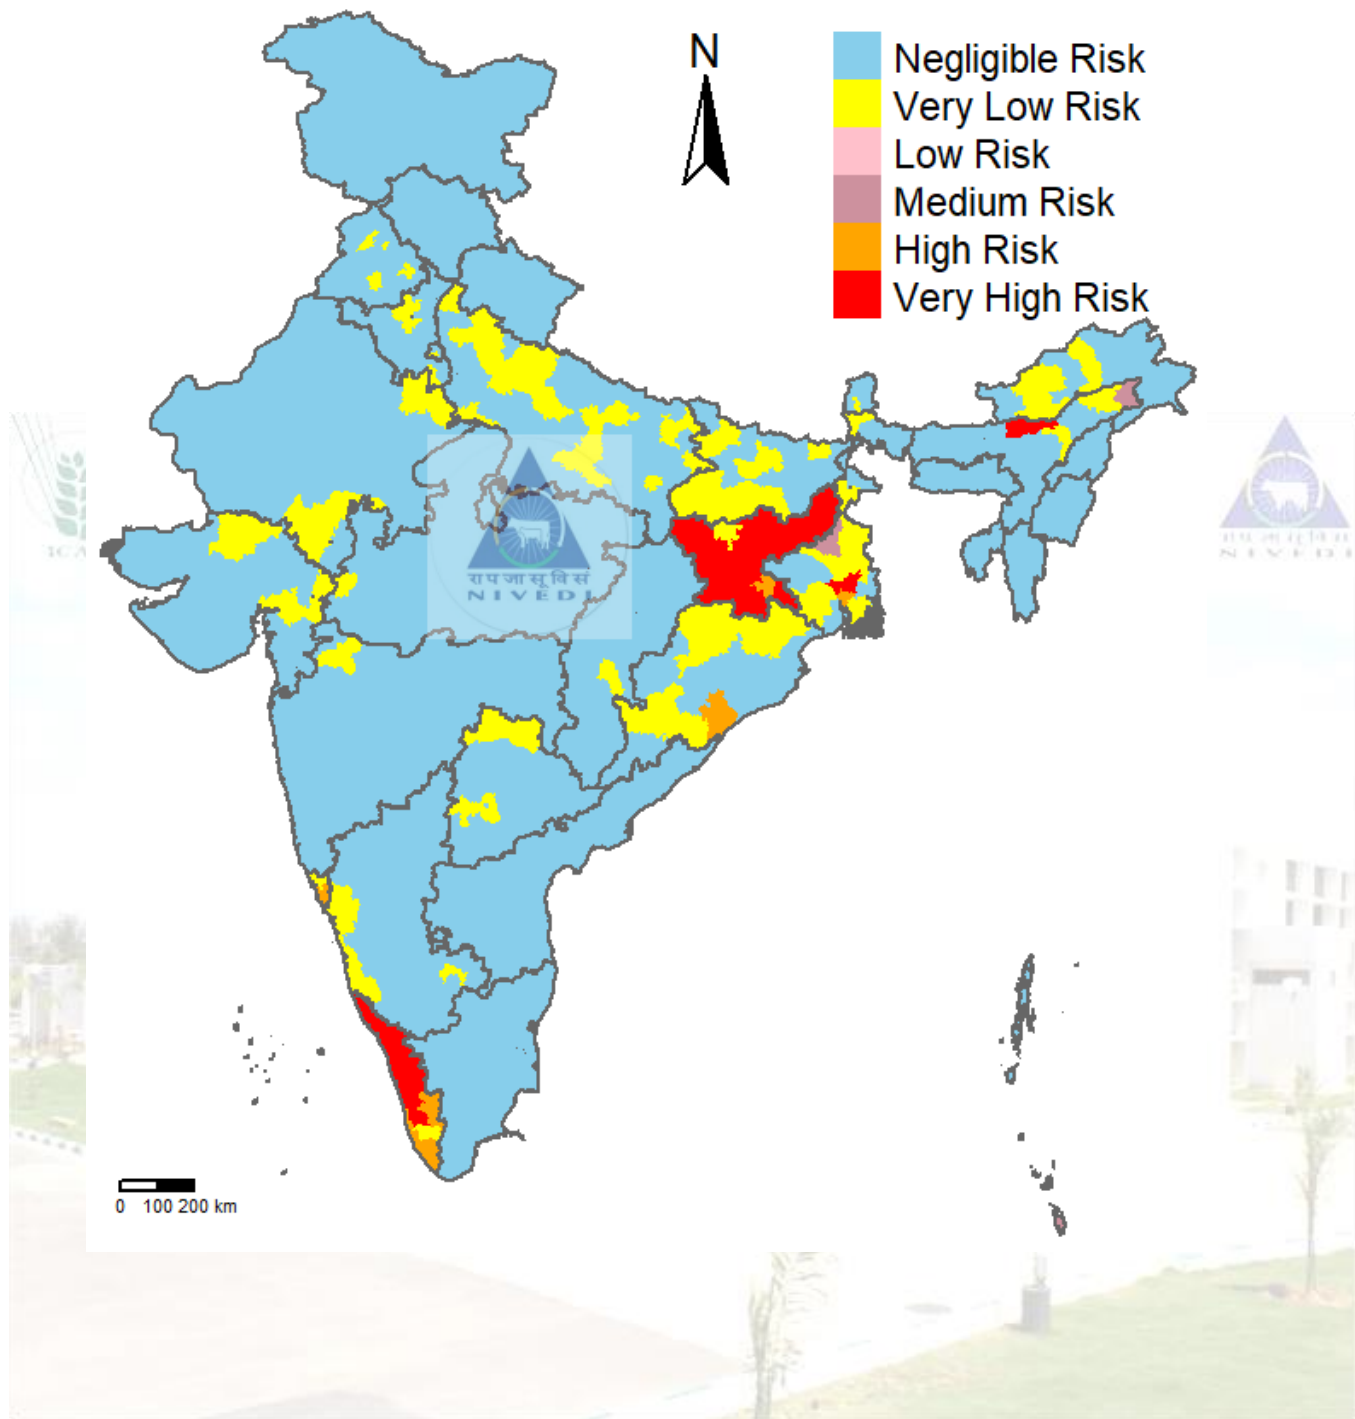 N
Negligible Risk
Very Low Risk
Low Risk
Medium Risk
High Risk
Very High Risk
रापजासूविसं
NIVEDI
NIVEDI
0 100 200 km